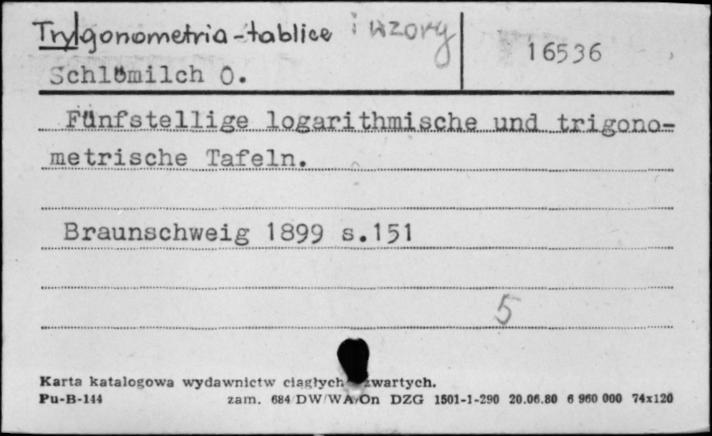 Trygonometria-tablice i wzory
16536
Schlömilch O.
Fünfstellige logarithmische und trigono=
metrische Tafeln.
Braunschweig 1899 s.151
5
Karta katalogowa wydawnictw ciągłych zwartych.
Pu-B-144 zam. 684 DW/WA/On DZG 1501-1-290 20.06.80 6 960 000 74x120